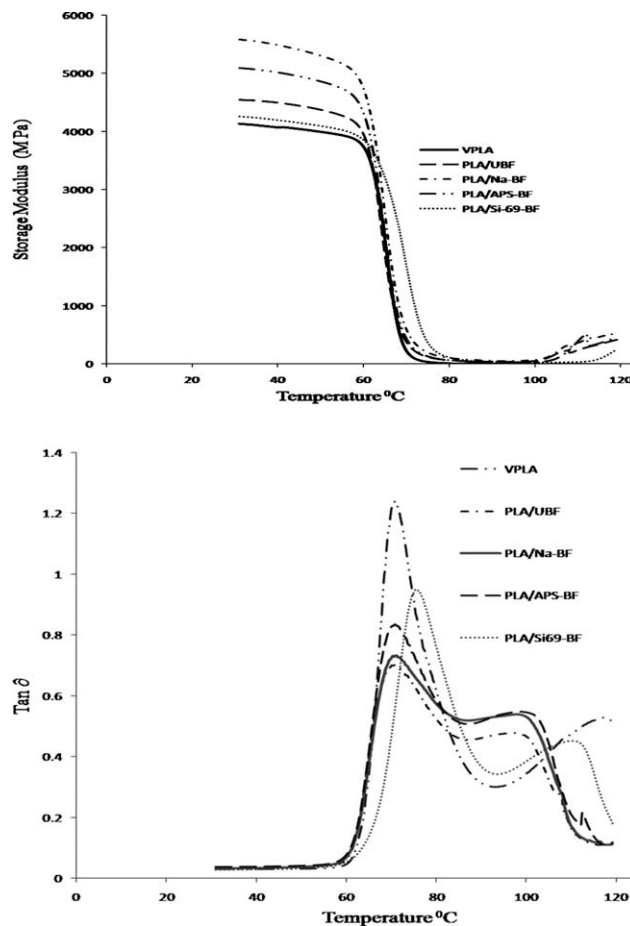 6000
5000
4000
3000
2000
1000
0
Storage Modulus (MPa)
VPLA
PLA/UBF
PLA/Na-BF
PLA/APS-BF
PLA/Si-69-BF
0 20 40 60 80 100 120
Temperature ⁰C
1.4
1.2
1
0.8
0.6
0.4
0.2
0
Tan ∂
VPLA
PLA/UBF
PLA/Na-BF
PLA/APS-BF
PLA/Si69-BF
0 20 40 60 80 100 120
Temperature ⁰C